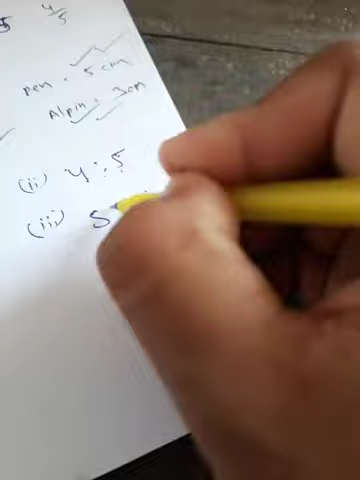 4/5
Pen = 5 cm
Alpin = 3cm
(ii) 4:5
(iii) 5